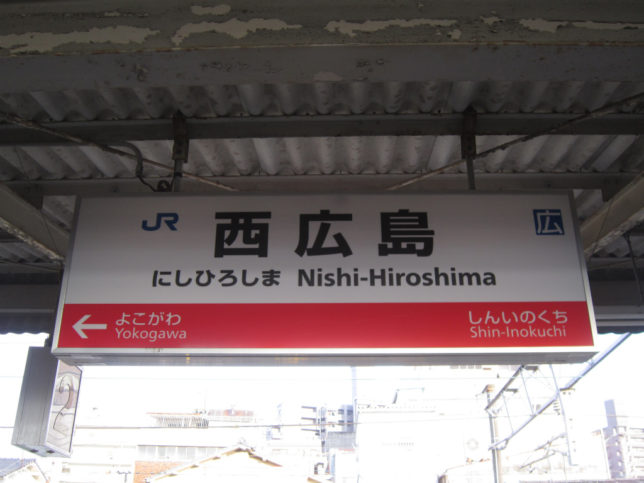 JR 西広島 広
にしひろしま Nishi-Hiroshima
← よこがわ しんいのくち
Yokogawa Shin-Inokuchi
2